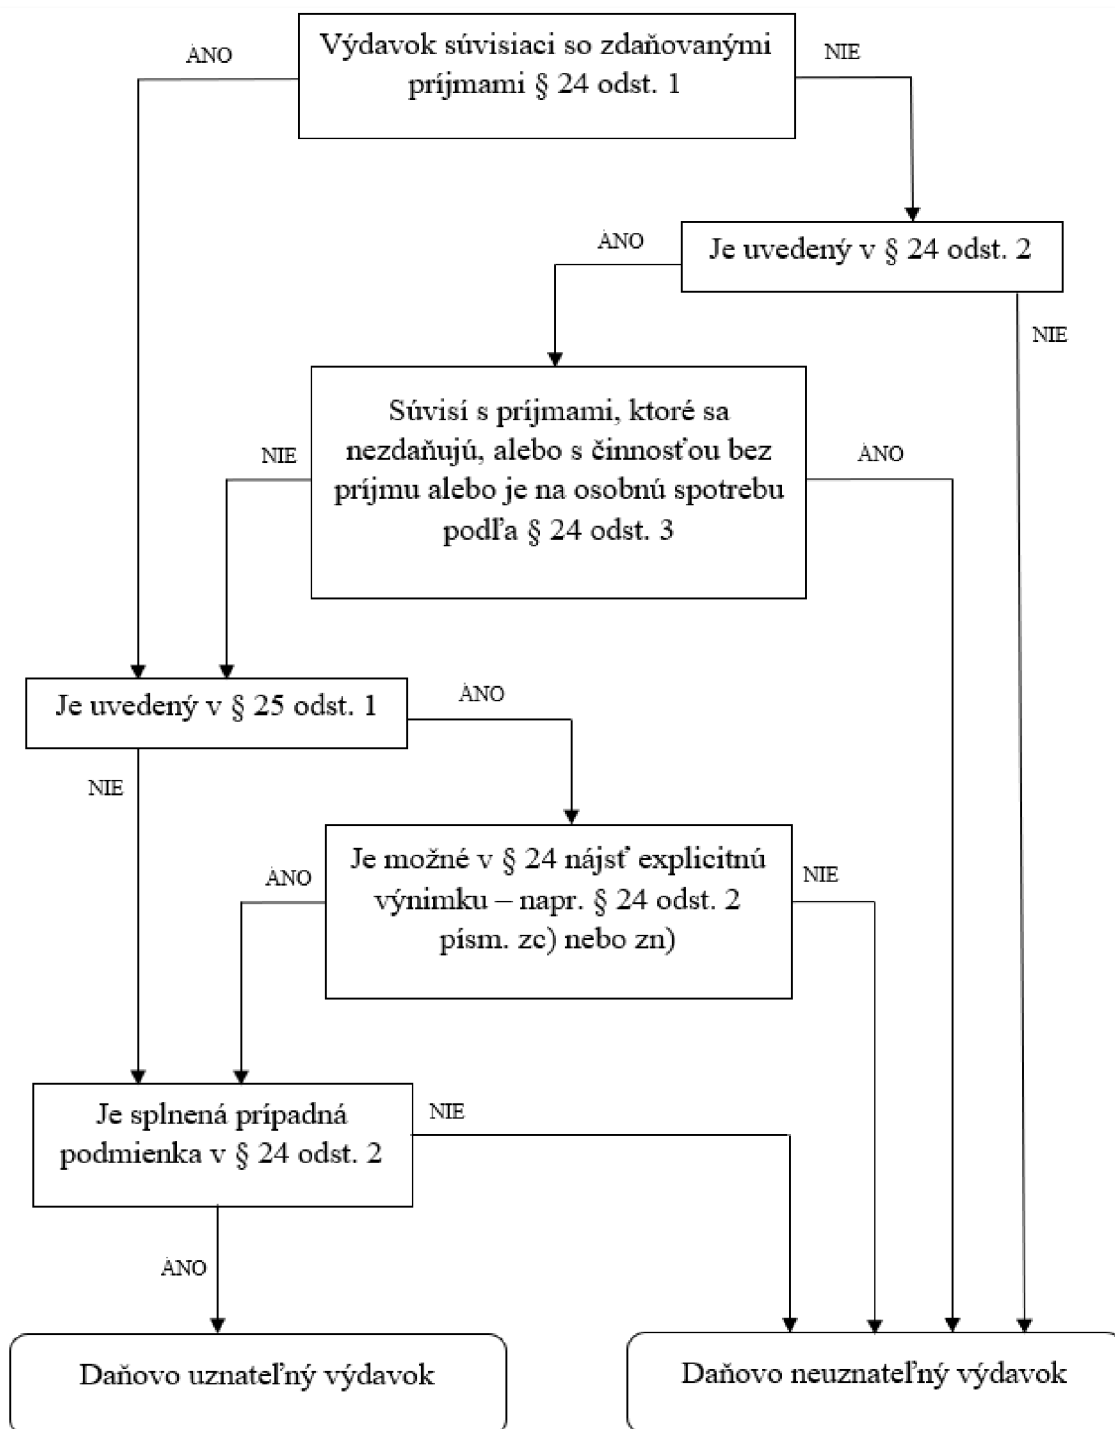 Výdavok súvisiaci so zdaňovanými
príjmami § 24 odst. 1
ÁNO
NIE
Je uvedený v § 24 odst. 2
ÁNO
NIE
Súvisí s príjmami, ktoré sa
nezdaňujú, alebo s činnosťou bez
príjmu alebo je na osobnú spotrebu
podľa § 24 odst. 3
NIE
ÁNO
Je uvedený v § 25 odst. 1
ÁNO
NIE
Je možné v § 24 nájsť explicitnú
výnimku – napr. § 24 odst. 2
písm. zc) nebo zn)
ÁNO
NIE
Je splnená prípadná
podmienka v § 24 odst. 2
NIE
ÁNO
Daňovo uznateľný výdavok
Daňovo neuznateľný výdavok